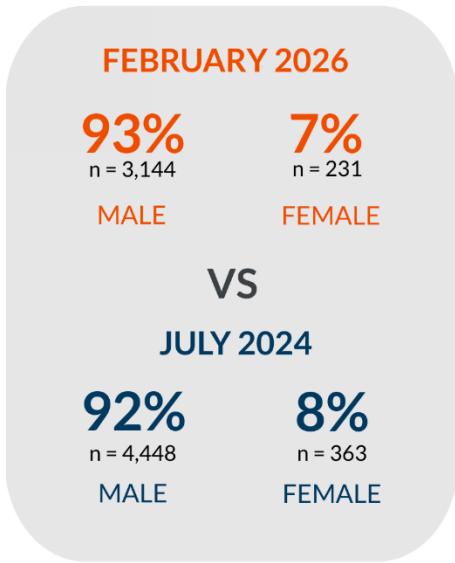 FEBRUARY 2026
93% 7%
n = 3,144 n = 231
MALE FEMALE
VS
JULY 2024
92% 8%
n = 4,448 n = 363
MALE FEMALE